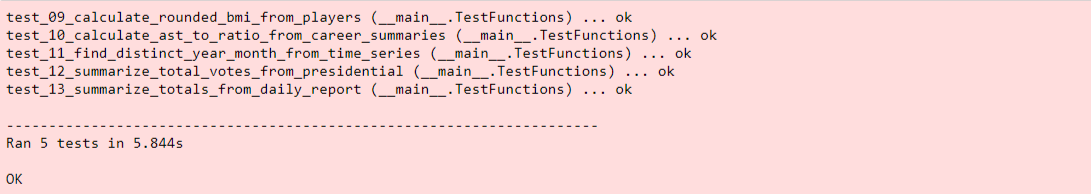 test_09_calculate_rounded_bmi_from_players (__main__.TestFunctions) ... ok
test_10_calculate_ast_to_ratio_from_career_summaries (__main__.TestFunctions) ... ok
test_11_find_distinct_year_month_from_time_series (__main__.TestFunctions) ... ok
test_12_summarize_total_votes_from_presidential (__main__.TestFunctions) ... ok
test_13_summarize_totals_from_daily_report (__main__.TestFunctions) ... ok
----------------------------------------------------------------------
Ran 5 tests in 5.844s
OK